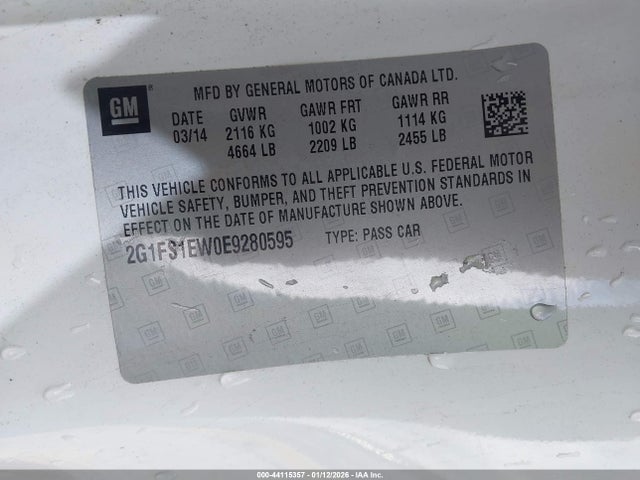 GM
MFD BY GENERAL MOTORS OF CANADA LTD.
DATE GVWR GAWR FRT GAWR RR
03/14 2116 KG 1002 KG 1114 KG
4664 LB 2209 LB 2455 LB
THIS VEHICLE CONFORMS TO ALL APPLICABLE U.S. FEDERAL MOTOR
VEHICLE SAFETY, BUMPER, AND THEFT PREVENTION STANDARDS IN
EFFECT ON THE DATE OF MANUFACTURE SHOWN ABOVE.
2G1FS1EW0E9280595 TYPE: PASS CAR
000-44115357 - 01/12/2026 - IAA Inc.